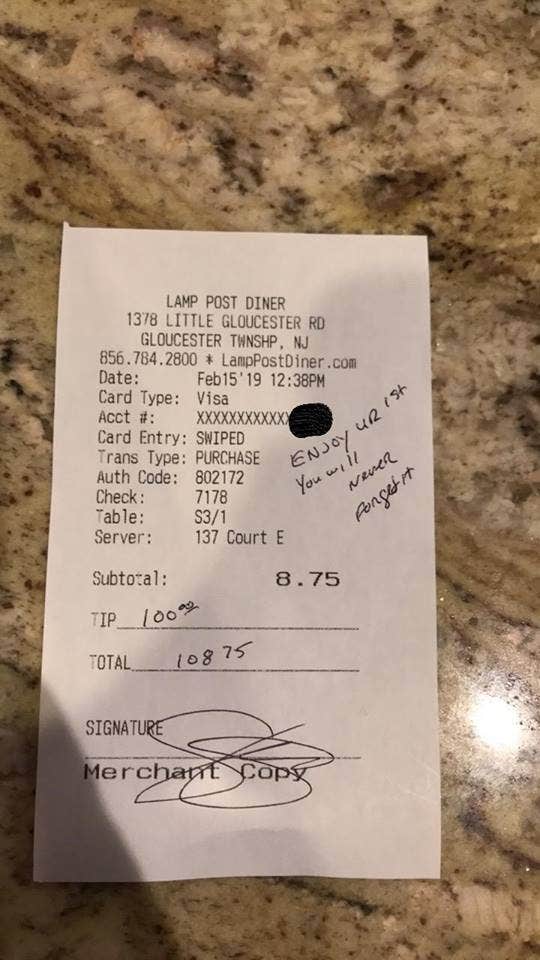 LAMP POST DINER
1378 LITTLE GLOUCESTER RD
GLOUCESTER TWNSHP, NJ
856.784.2800 * LampPostDiner.com
Date: Feb15'19 12:38PM
Card Type: Visa
Acct #: XXXXXXXXXXXX
Card Entry: SWIPED
Trans Type: PURCHASE
Auth Code: 802172
Check: 7178
Table: S3/1
Server: 137 Court E
ENJOY UR 1st
You will
Never
Forget it
Subtotal: 8.75
TIP 100.00
TOTAL 108 75
SIGNATURE
Merchant Copy